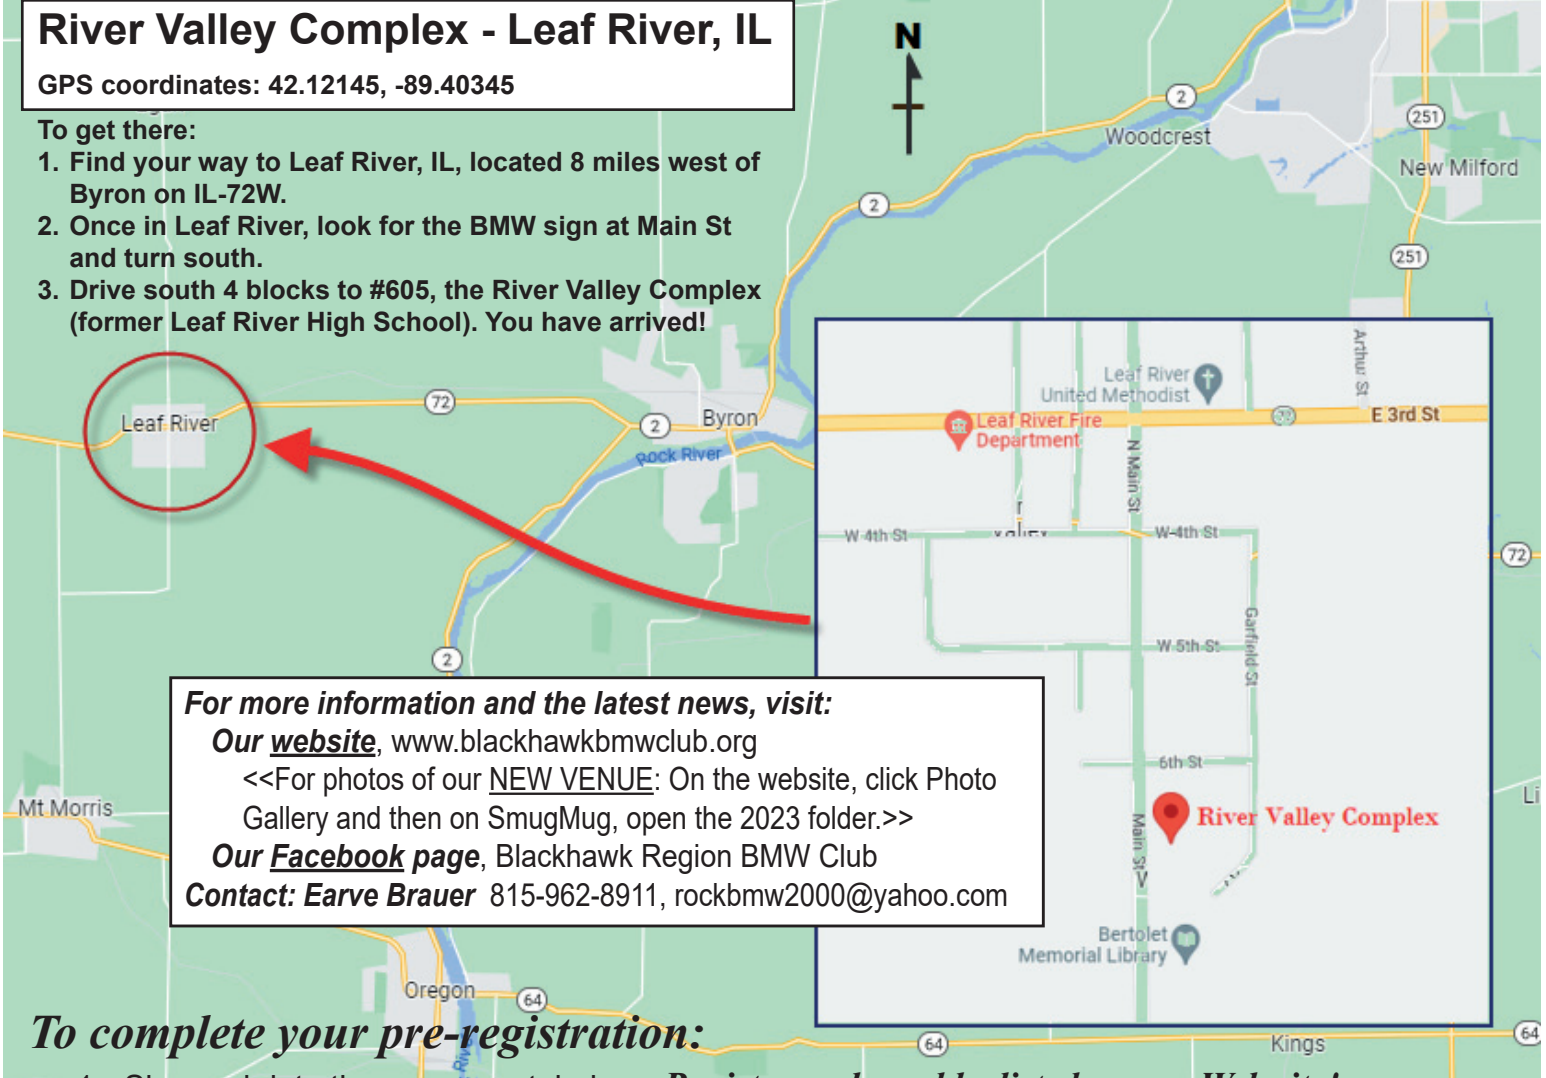 River Valley Complex - Leaf River, IL
GPS coordinates: 42.12145, -89.40345
To get there:
1. Find your way to Leaf River, IL, located 8 miles west of
Byron on IL-72W.
2. Once in Leaf River, look for the BMW sign at Main St
and turn south.
3. Drive south 4 blocks to #605, the River Valley Complex
(former Leaf River High School). You have arrived!
N
2
Woodcrest
251
New Milford
2
251
Leaf River
72
2
Byron
Rock River
72
2
Mt Morris
Li
Oregon
64
64
Kings
64
Arthur St
Leaf River
United Methodist
Leaf River Fire
Department
72
E 3rd St
N Main St
W 4th St
W 4th St
Garfield St
W 5th St
6th St
Main St
River Valley Complex
Bertolet
Memorial Library
For more information and the latest news, visit:
Our website, www.blackhawkbmwclub.org
<<For photos of our NEW VENUE: On the website, click Photo
Gallery and then on SmugMug, open the 2023 folder.>>
Our Facebook page, Blackhawk Region BMW Club
Contact: Earve Brauer 815-962-8911, rockbmw2000@yahoo.com
To complete your pre-registration: